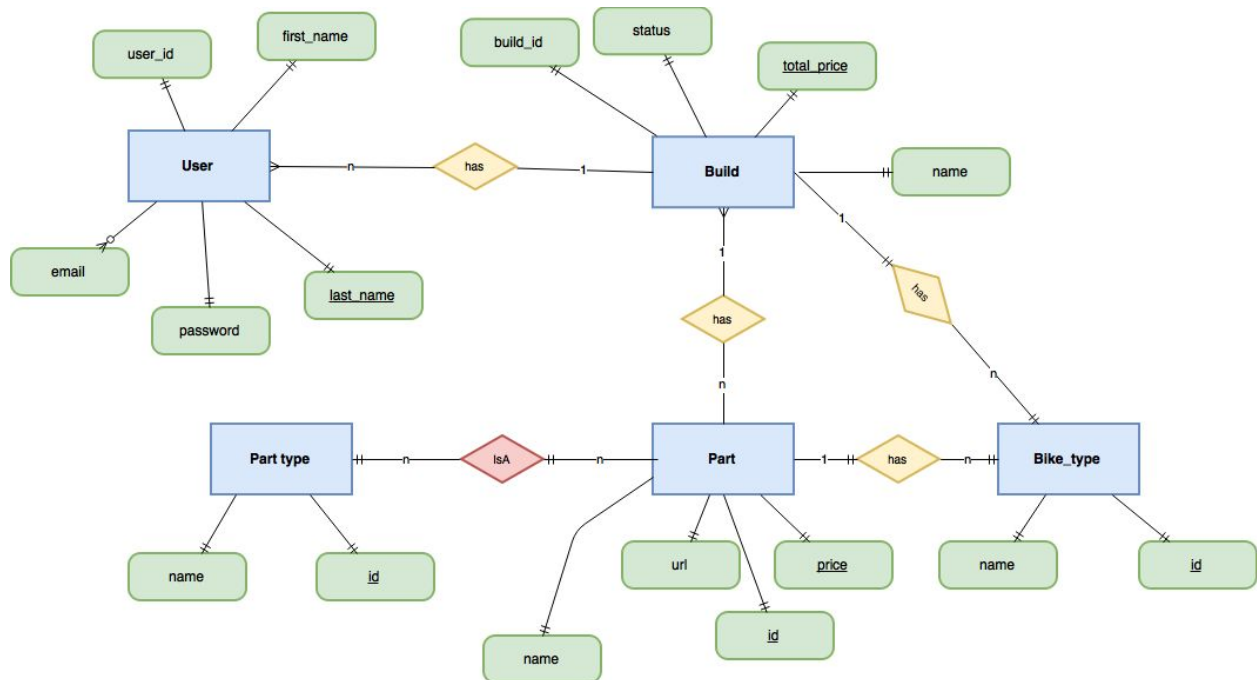 first_name
user_id
status
build_id
total_price
User
n
has
1
Build
name
email
last_name
password
1
1
has
has
n
n
Part type
n
IsA
n
Part
1
has
n
Bike_type
name
id
url
price
name
id
id
name